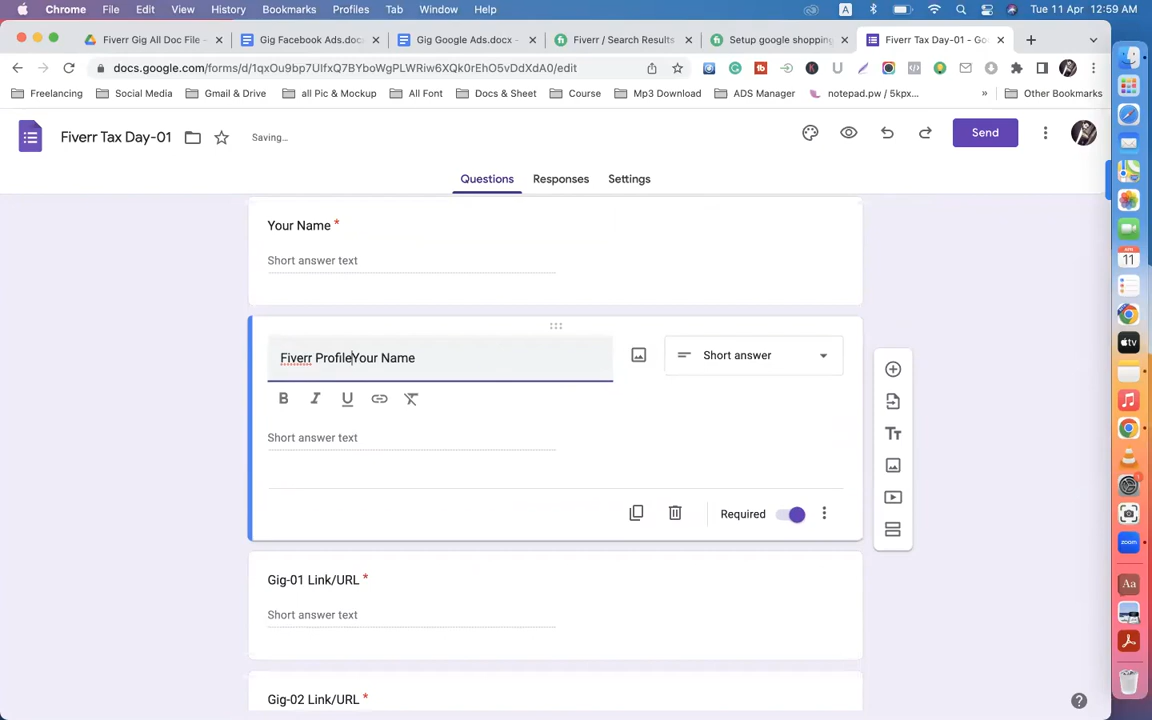 Chrome File Edit View History Bookmarks Profiles Tab Window Help A Tue 11 Apr 12:59 AM
Fiverr Gig All Doc File - Gig Facebook Ads.doc Gig Google Ads.docx - Fiverr / Search Results Setup google shopping Fiverr Tax Day-01 - Go
docs.google.com/forms/d/1qxOu9bp7UIfxQ7BYboWgPLWRw6XQk0rEhO5vDdXdA0/edit
Freelancing Social Media Gmail & Drive all Pic & Mockup All Font Docs & Sheet Course Mp3 Download ADS Manager notepad.pw / 5kpx... » Other Bookmarks
Fiverr Tax Day-01 Saving... Send
Questions Responses Settings
Your Name *
Short answer text
Fiverr ProfileYour Name Short answer
B I U
Short answer text
Required
Gig-01 Link/URL *
Short answer text
Gig-02 Link/URL *